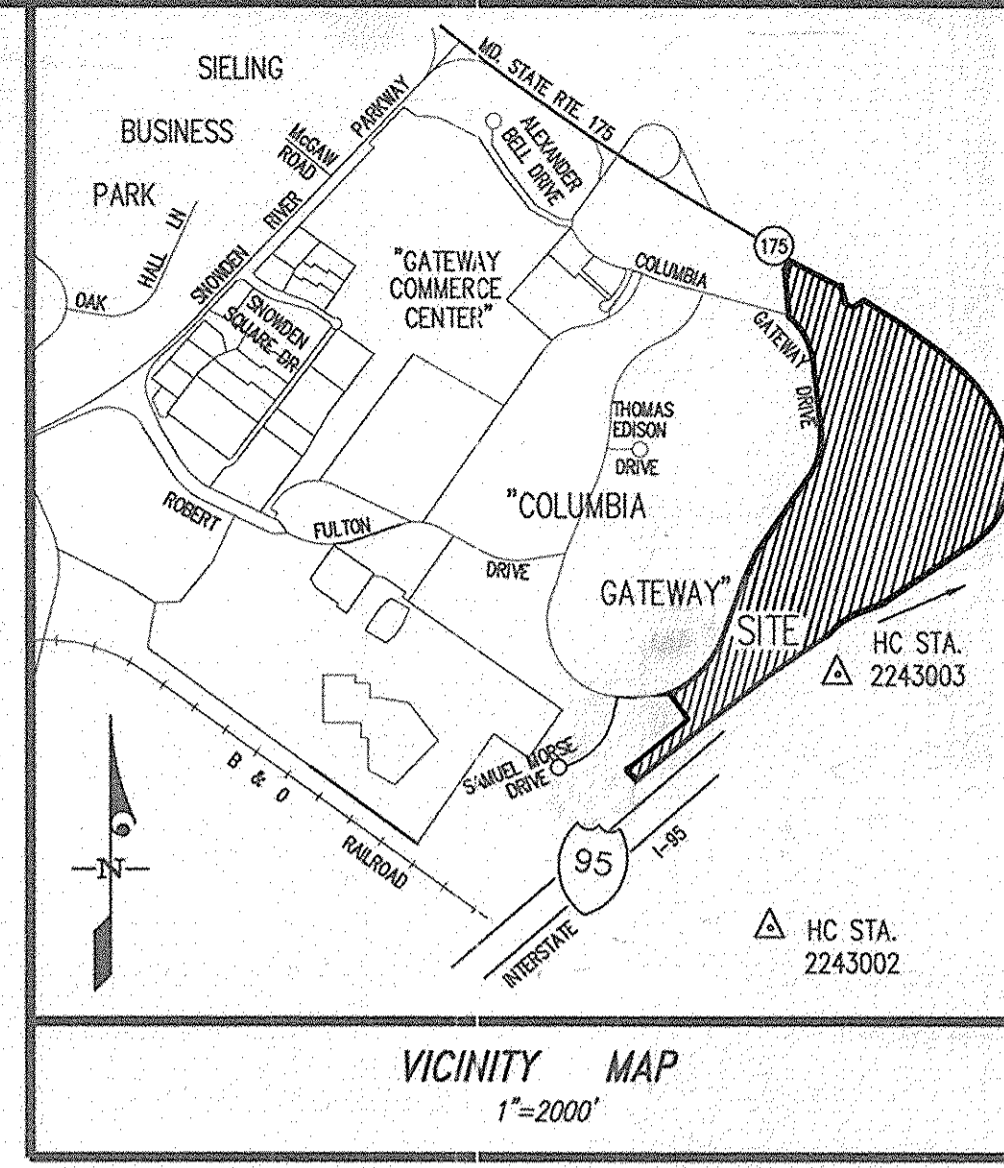 SIELING
BUSINESS
PARK
McGAW
ROAD
SNOWDEN RIVER PARKWAY
MD. STATE RTE. 175
ALEXANDER
BELL DRIVE
175
OAK HALL LN
"GATEWAY
COMMERCE
CENTER"
SNOWDEN
SQUARE DR.
COLUMBIA GATEWAY DRIVE
THOMAS
EDISON
DRIVE
"COLUMBIA
GATEWAY"
ROBERT FULTON DRIVE
SITE
HC STA.
2243003
SAMUEL MORSE
DRIVE
B & O RAILROAD
N
95
I-95
INTERSTATE
HC STA.
2243002
VICINITY MAP
1"=2000'